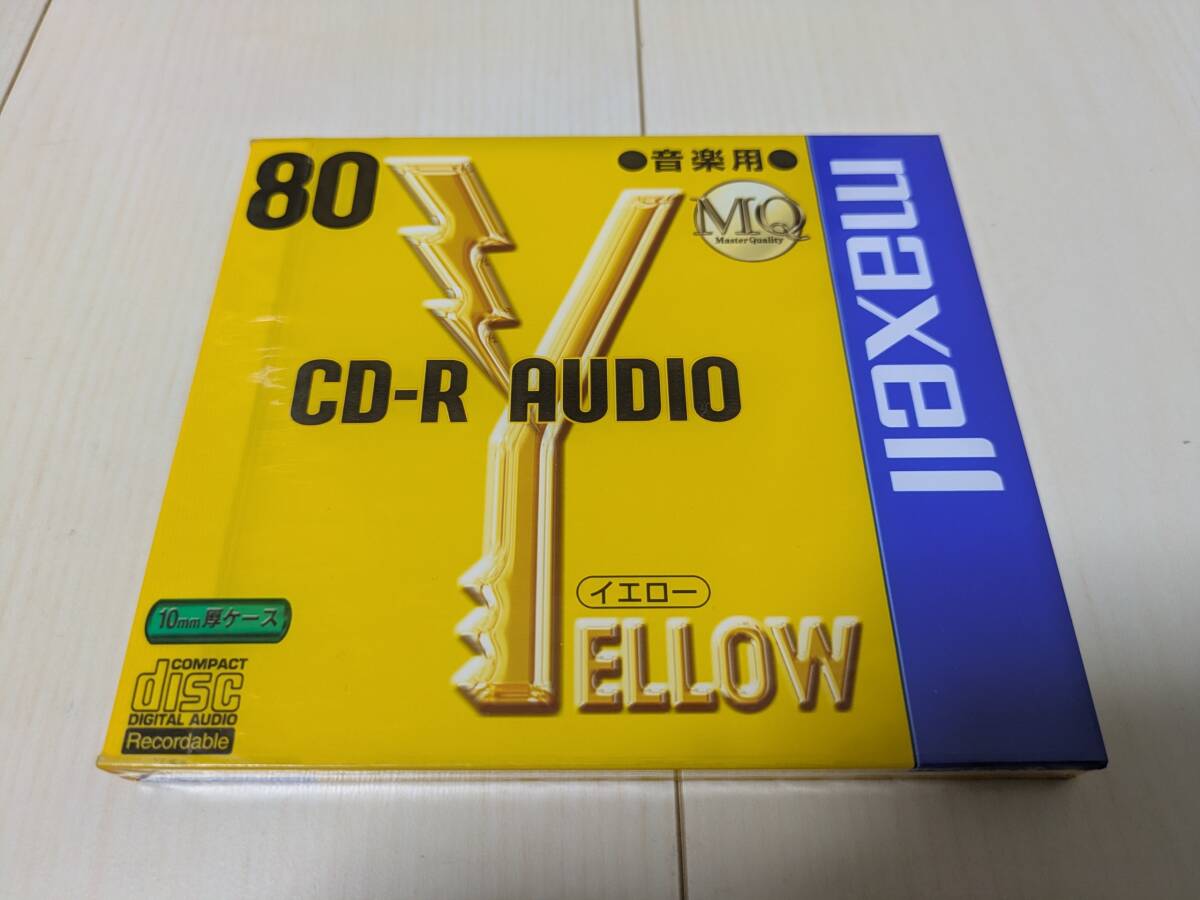 80
●音楽用●
MQ
Master Quality
maxell
CD-R AUDIO
イエロー
YELLOW
10mm厚ケース
COMPACT
disc
DIGITAL AUDIO
Recordable